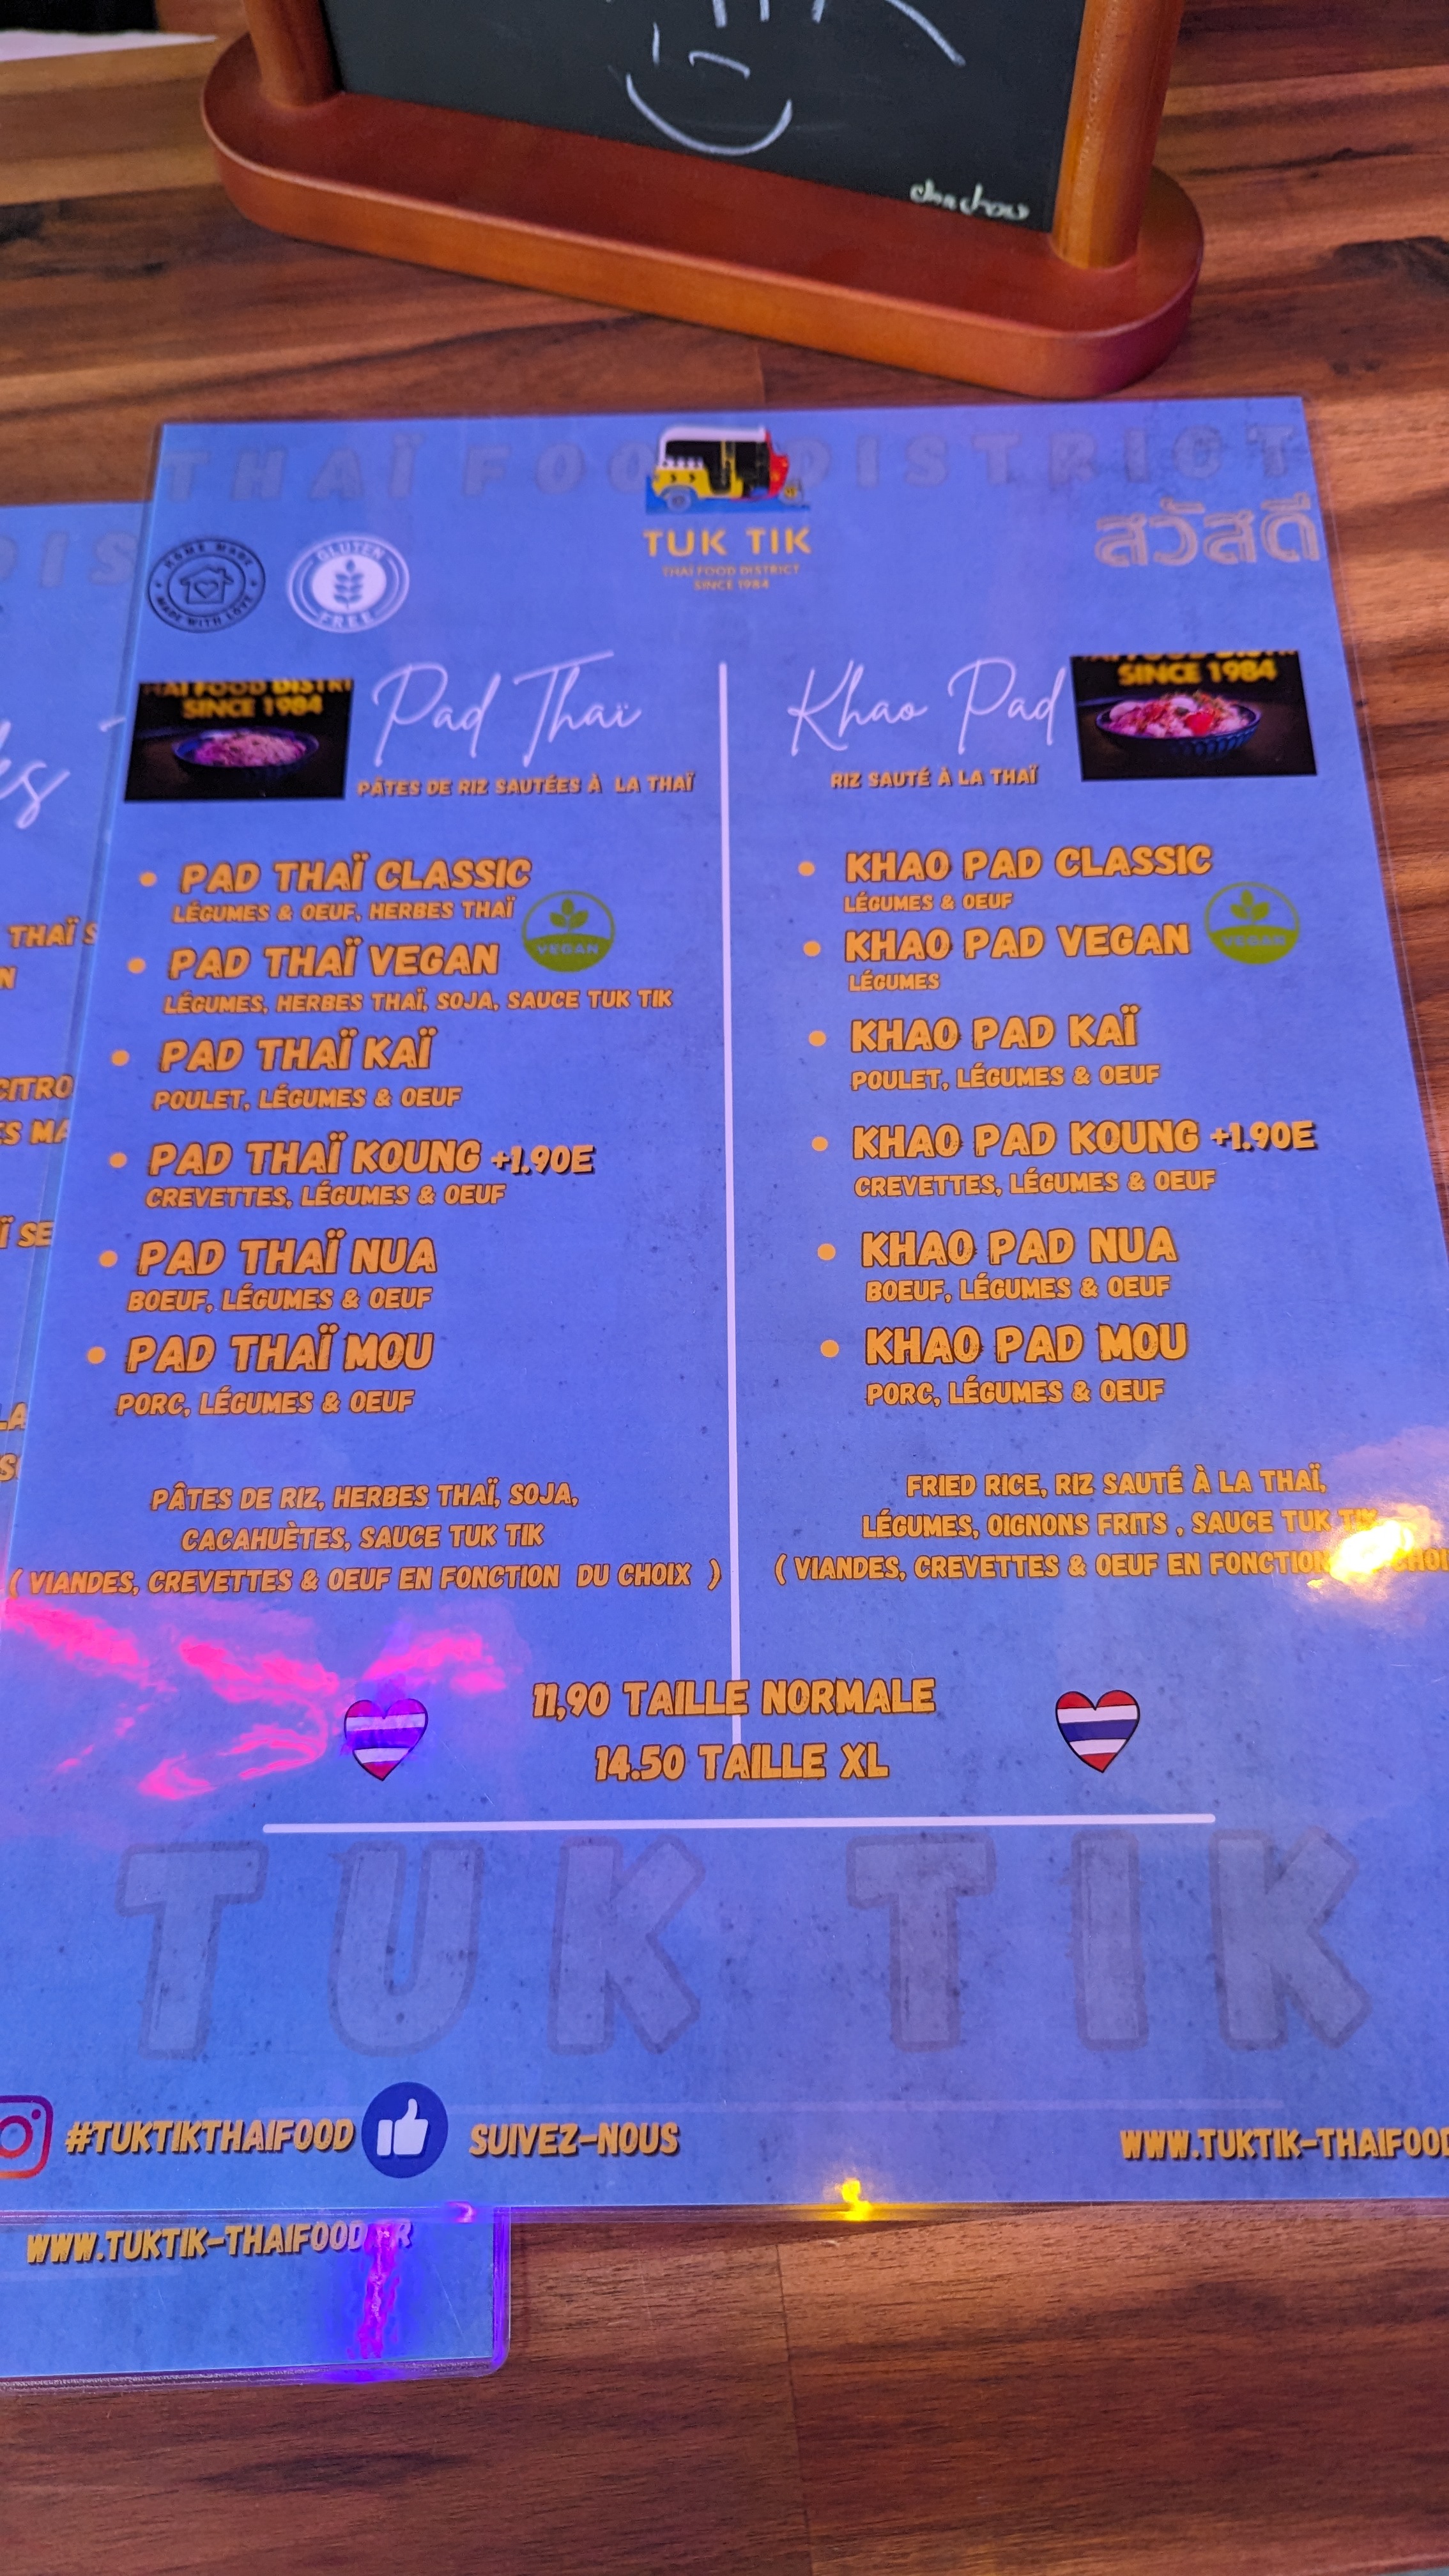 chachou
THAÏ FOOD DISTRICT
สวัสดี
TUK TIK
THAÏ FOOD DISTRICT
SINCE 1984
HOME MADE
MADE WITH LOVE
GLUTEN
FREE
SINCE 1984
Pad Thaï
PÂTES DE RIZ SAUTÉES À LA THAÏ
• PAD THAÏ CLASSIC
LÉGUMES & OEUF, HERBES THAÏ
• PAD THAÏ VEGAN
VEGAN
LÉGUMES, HERBES THAÏ, SOJA, SAUCE TUK TIK
• PAD THAÏ KAÏ
POULET, LÉGUMES & OEUF
• PAD THAÏ KOUNG +1.90E
CREVETTES, LÉGUMES & OEUF
• PAD THAÏ NUA
BOEUF, LÉGUMES & OEUF
• PAD THAÏ MOU
PORC, LÉGUMES & OEUF
PÂTES DE RIZ, HERBES THAÏ, SOJA,
CACAHUÈTES, SAUCE TUK TIK
( VIANDES, CREVETTES & OEUF EN FONCTION DU CHOIX )
Khao Pad
SINCE 1984
RIZ SAUTÉ À LA THAÏ
• KHAO PAD CLASSIC
LÉGUMES & OEUF
• KHAO PAD VEGAN
VEGAN
LÉGUMES
• KHAO PAD KAÏ
POULET, LÉGUMES & OEUF
• KHAO PAD KOUNG +1.90E
CREVETTES, LÉGUMES & OEUF
• KHAO PAD NUA
BOEUF, LÉGUMES & OEUF
• KHAO PAD MOU
PORC, LÉGUMES & OEUF
FRIED RICE, RIZ SAUTÉ À LA THAÏ,
LÉGUMES, OIGNONS FRITS , SAUCE TUK TIK
( VIANDES, CREVETTES & OEUF EN FONCTION
11,90 TAILLE NORMALE
14.50 TAILLE XL
TUK TIK
#TUKTIKTHAIFOOD
SUIVEZ-NOUS
WWW.TUKTIK-THAIFOOD
WWW.TUKTIK-THAIFOOD